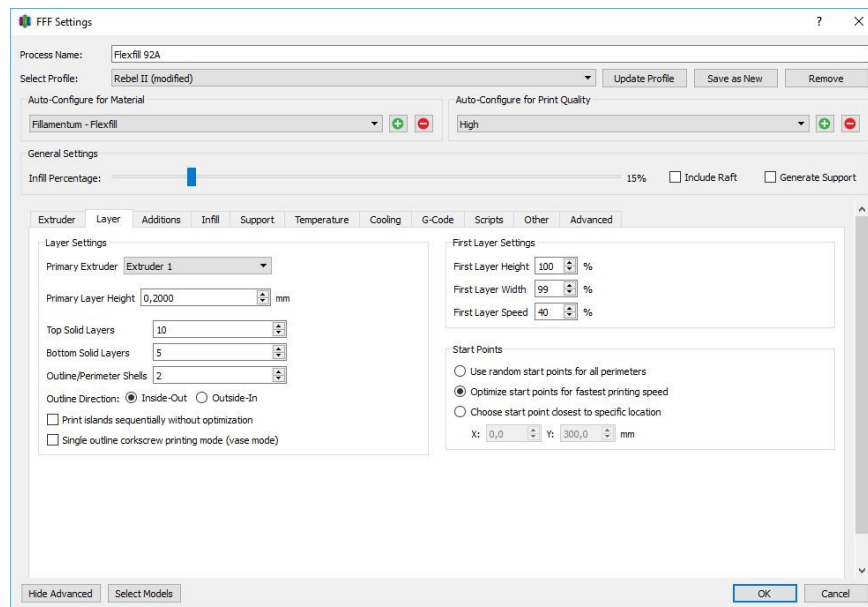 FFF Settings
?
Process Name: Flexfill 92A
Select Profile: Rebel II (modified) Update Profile Save as New Remove
Auto-Configure for Material
Fillamentum - Flexfill
Auto-Configure for Print Quality
High
General Settings
Infill Percentage: 15% Include Raft Generate Support
Extruder Layer Additions Infill Support Temperature Cooling G-Code Scripts Other Advanced
Layer Settings
Primary Extruder Extruder 1
Primary Layer Height 0,2000 mm
Top Solid Layers 10
Bottom Solid Layers 5
Outline/Perimeter Shells 2
Outline Direction: Inside-Out Outside-In
Print islands sequentially without optimization
Single outline corkscrew printing mode (vase mode)
First Layer Settings
First Layer Height 100 %
First Layer Width 99 %
First Layer Speed 40 %
Start Points
Use random start points for all perimeters
Optimize start points for fastest printing speed
Choose start point closest to specific location
X: 0,0 Y: 300,0 mm
Hide Advanced Select Models OK Cancel